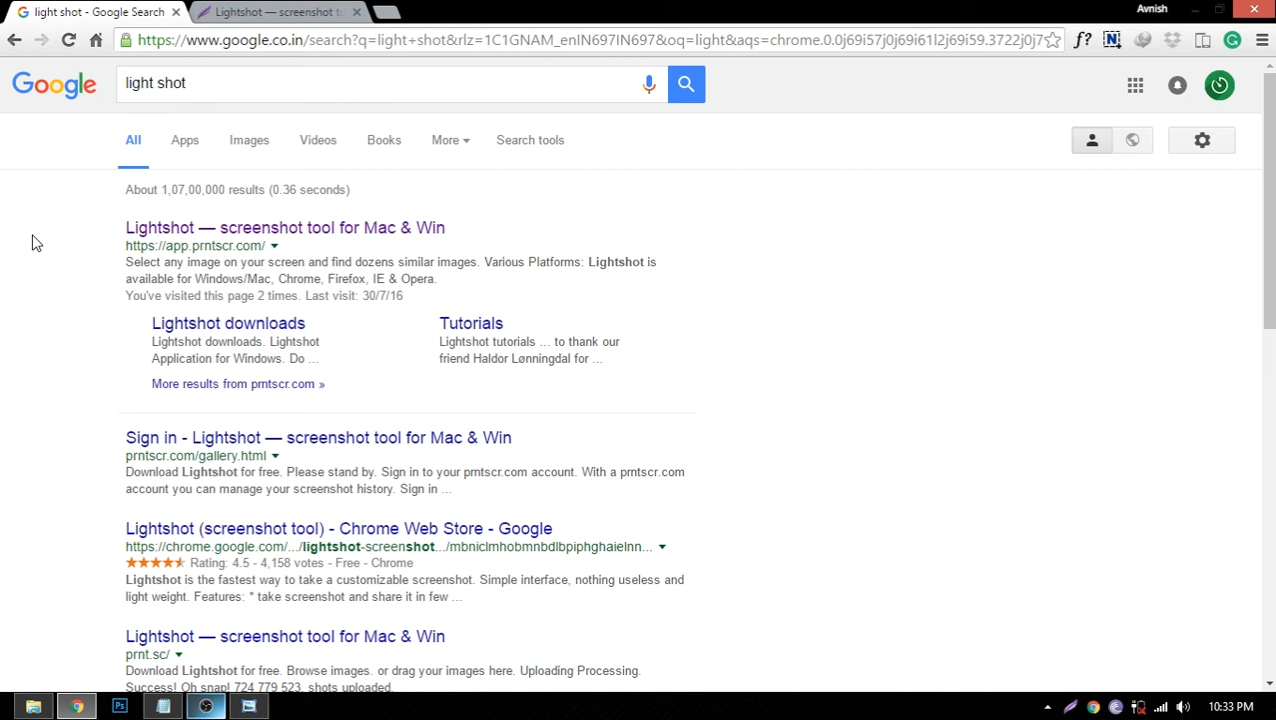 light shot - Google Search
Lightshot — screenshot t
Avnish
https://www.google.co.in/search?q=light+shot&rlz=1C1GNAM_enIN697IN697&oq=light&aqs=chrome.0.0j69i57j0j69i61l2j69i59.3722j0j7
f?
N
Google
light shot
All
Apps
Images
Videos
Books
More
Search tools
About 1,07,00,000 results (0.36 seconds)
Lightshot — screenshot tool for Mac & Win
https://app.prntscr.com/
Select any image on your screen and find dozens similar images. Various Platforms: Lightshot is
available for Windows/Mac, Chrome, Firefox, IE & Opera.
You've visited this page 2 times. Last visit: 30/7/16
Lightshot downloads
Tutorials
Lightshot downloads. Lightshot
Lightshot tutorials ... to thank our
Application for Windows. Do ...
friend Haldor Lønningdal for ...
More results from prntscr.com »
Sign in - Lightshot — screenshot tool for Mac & Win
prntscr.com/gallery.html
Download Lightshot for free. Please stand by. Sign in to your prntscr.com account. With a prntscr.com
account you can manage your screenshot history. Sign in ...
Lightshot (screenshot tool) - Chrome Web Store - Google
https://chrome.google.com/.../lightshot-screenshot.../mbniclmhobmnbdlbpiphghaielnn...
Rating: 4.5 - 4,158 votes - Free - Chrome
Lightshot is the fastest way to take a customizable screenshot. Simple interface, nothing useless and
light weight. Features: * take screenshot and share it in few ...
Lightshot — screenshot tool for Mac & Win
prnt.sc/
Download Lightshot for free. Browse images. or drag your images here. Uploading Processing.
Success! Oh snap! 724 779 523. shots uploaded.
Ps
10:33 PM